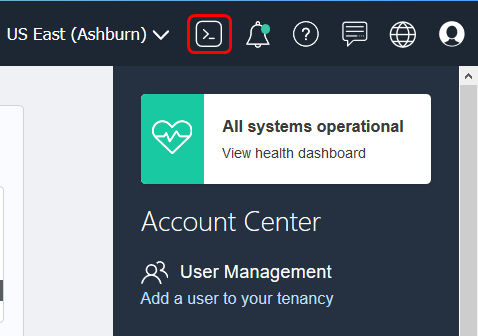 US East (Ashburn)
All systems operational
View health dashboard
Account Center
User Management
Add a user to your tenancy